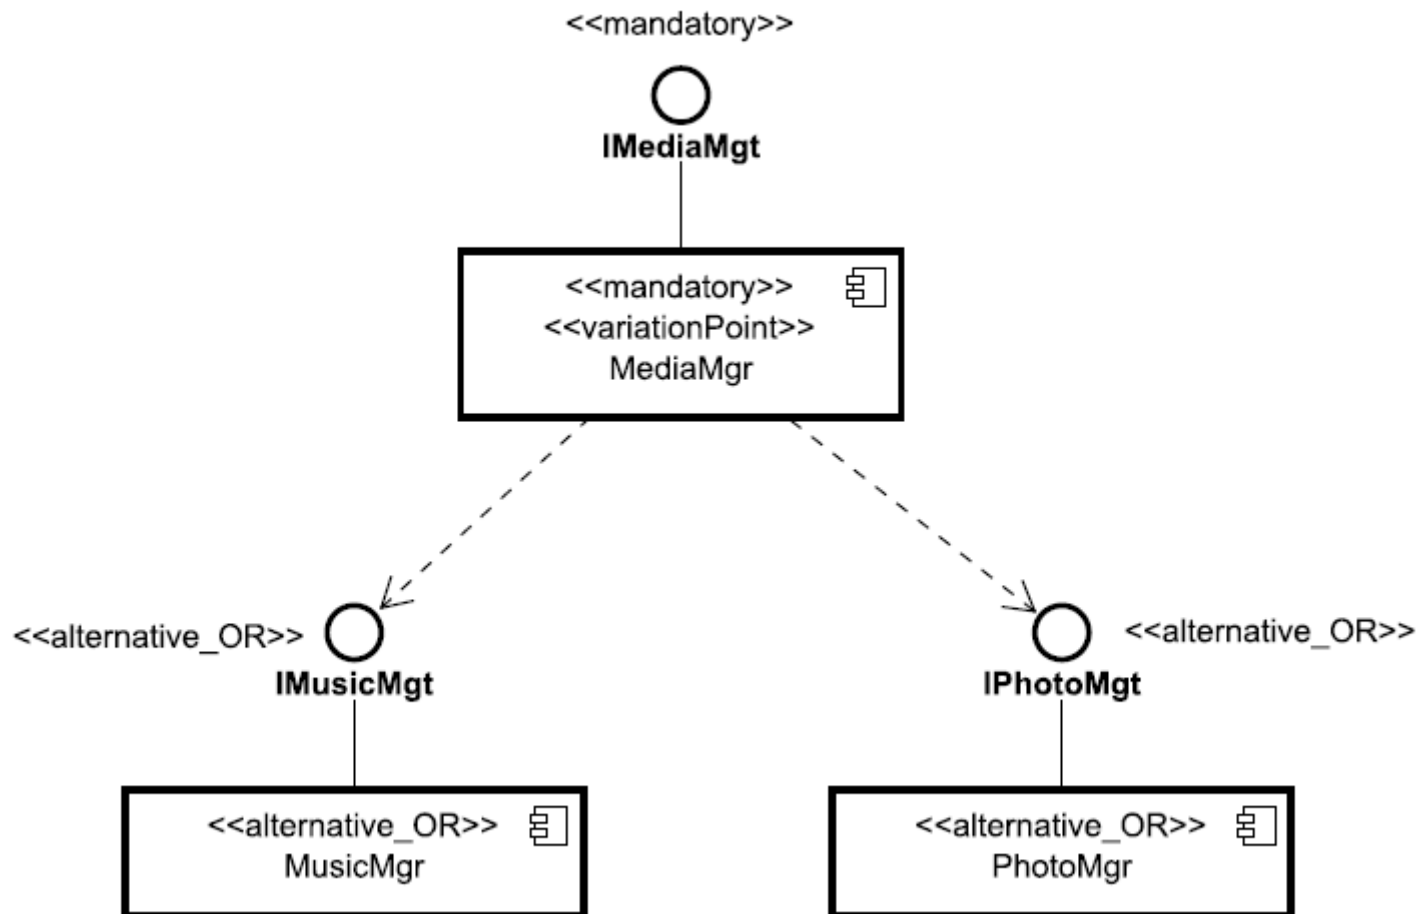 <<mandatory>>
IMediaMgt
<<mandatory>>
<<variationPoint>>
MediaMgr
<<alternative_OR>>
<<alternative_OR>>
IMusicMgt
IPhotoMgt
<<alternative_OR>>
MusicMgr
<<alternative_OR>>
PhotoMgr